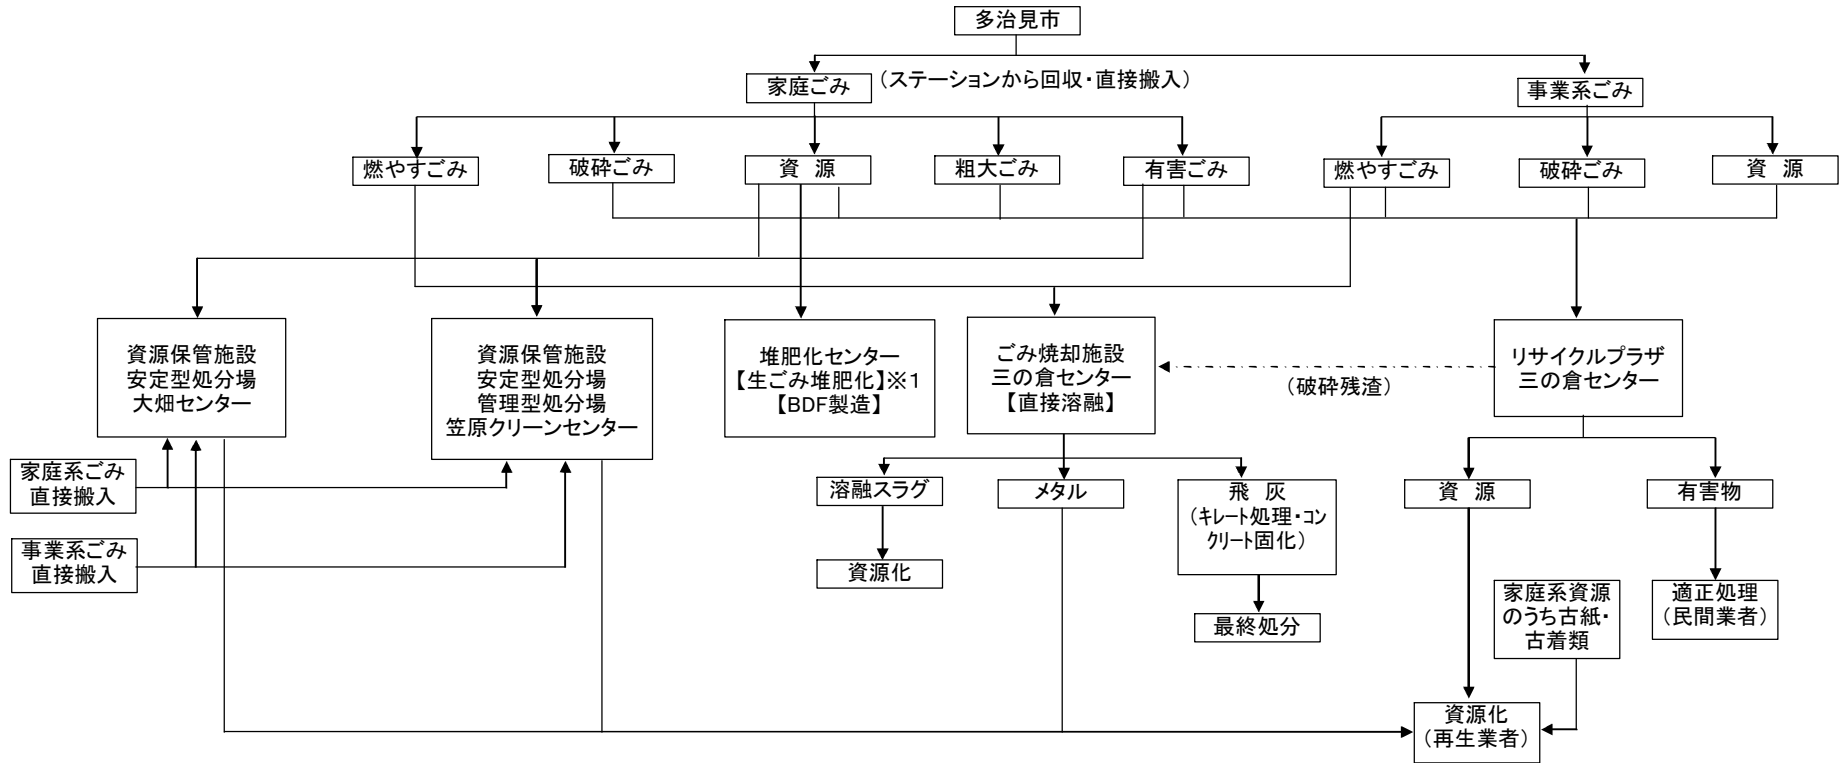 多治見市
家庭ごみ
(ステーションから回収・直接搬入)
事業系ごみ
燃やすごみ
破砕ごみ
資　源
粗大ごみ
有害ごみ
燃やすごみ
破砕ごみ
資　源
資源保管施設
安定型処分場
大畑センター
資源保管施設
安定型処分場
管理型処分場
笠原クリーンセンター
堆肥化センター
【生ごみ堆肥化】※1
【BDF製造】
ごみ焼却施設
三の倉センター
【直接溶融】
(破砕残渣)
リサイクルプラザ
三の倉センター
家庭系ごみ
直接搬入
事業系ごみ
直接搬入
溶融スラグ
資源化
メタル
飛　灰
(キレート処理・コン
クリート固化)
最終処分
資　源
有害物
家庭系資源
のうち古紙・
古着類
適正処理
(民間業者)
資源化
(再生業者)